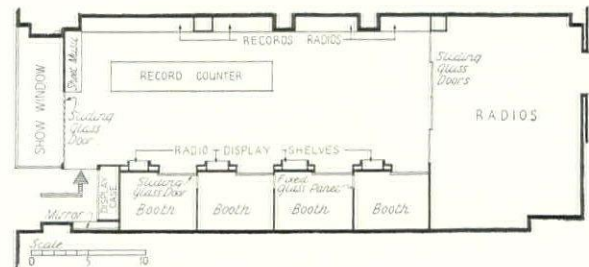 RECORDS RADIOS
Sheet Music
Sliding
Glass
Doors
SHOW WINDOW
RECORD COUNTER
RADIOS
Sliding
Glass
Door
RADIO DISPLAY SHELVES
DISPLAY
CASE
Sliding
Glass Door
Fixed
Glass Panel
Mirror
Booth
Booth
Booth
Booth
Scale
0 5 10